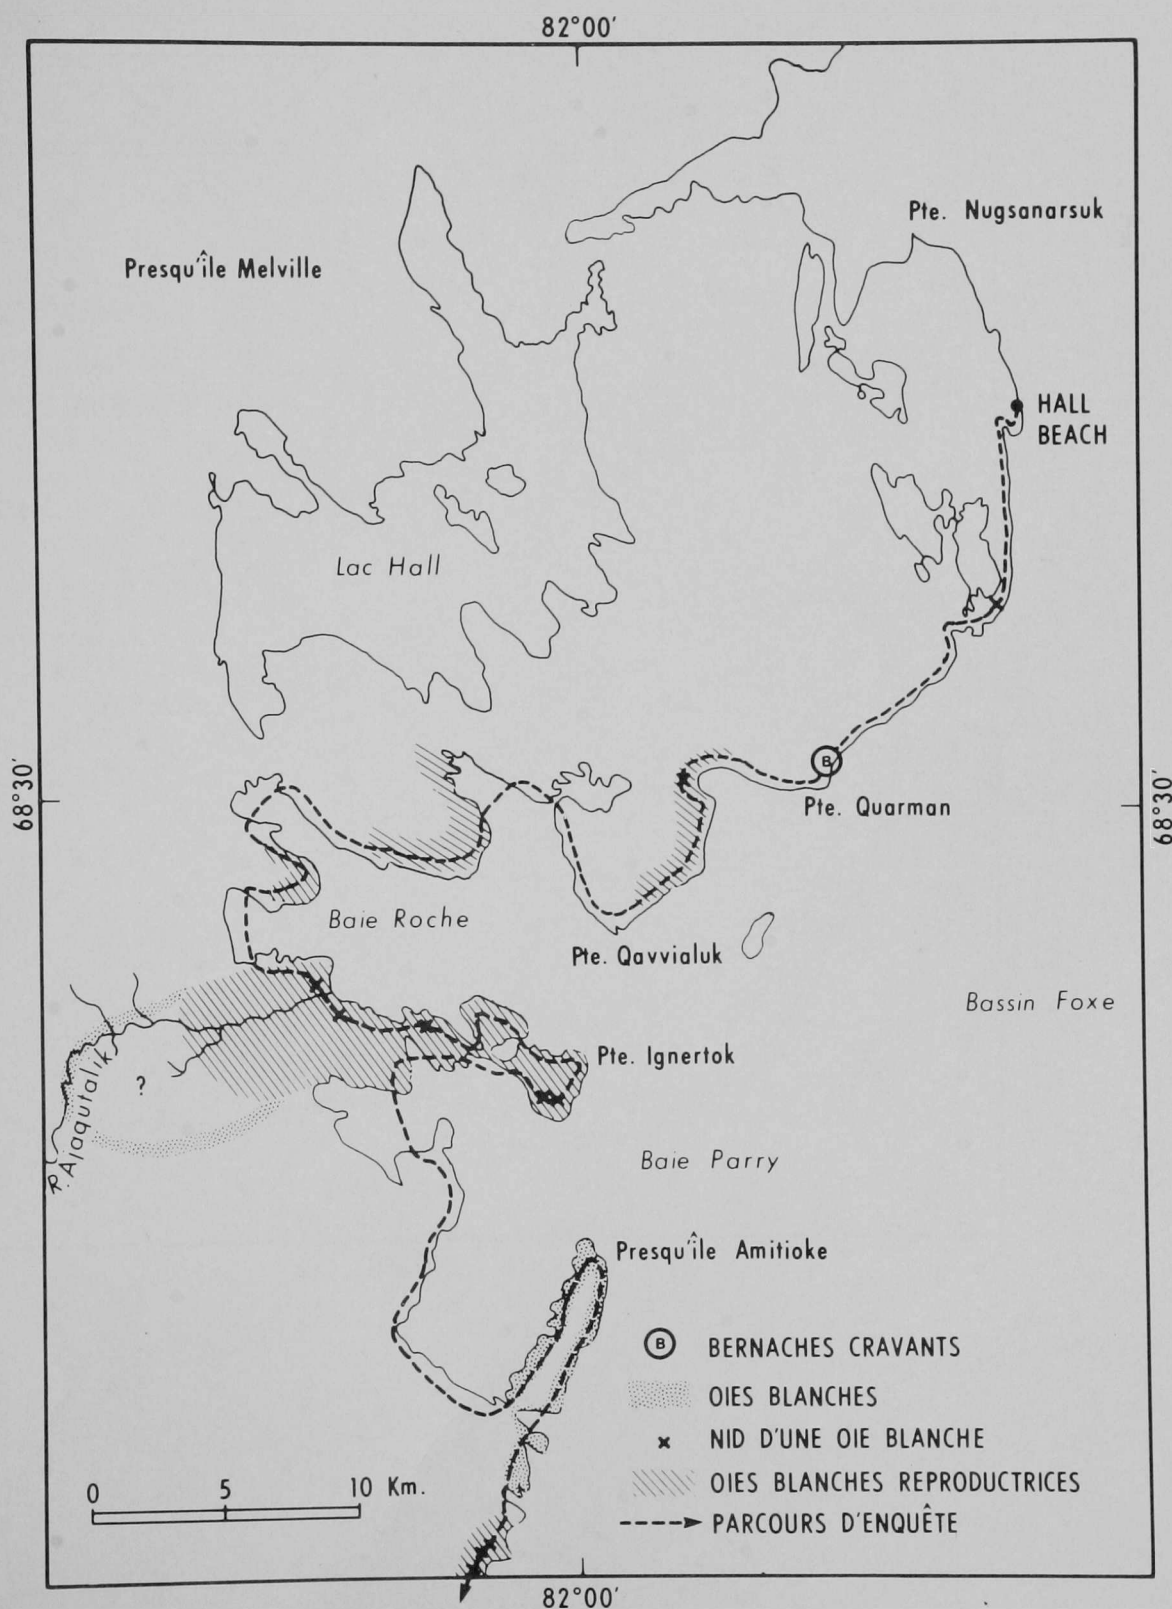 82°00'
Pte. Nugsanarsuk
Presqu'île Melville
HALL
BEACH
Lac Hall
B
68°30'
68°30'
Pte. Quarman
Baie Roche
Pte. Qavvialuk
Bassin Foxe
Pte. Ignertok
?
R. Ajaqutalik
Baie Parry
Presqu'île Amitioke
B BERNACHES CRAVANTS
OIES BLANCHES
x NID D'UNE OIE BLANCHE
OIES BLANCHES REPRODUCTRICES
PARCOURS D'ENQUÊTE
0 5 10 Km.
82°00'